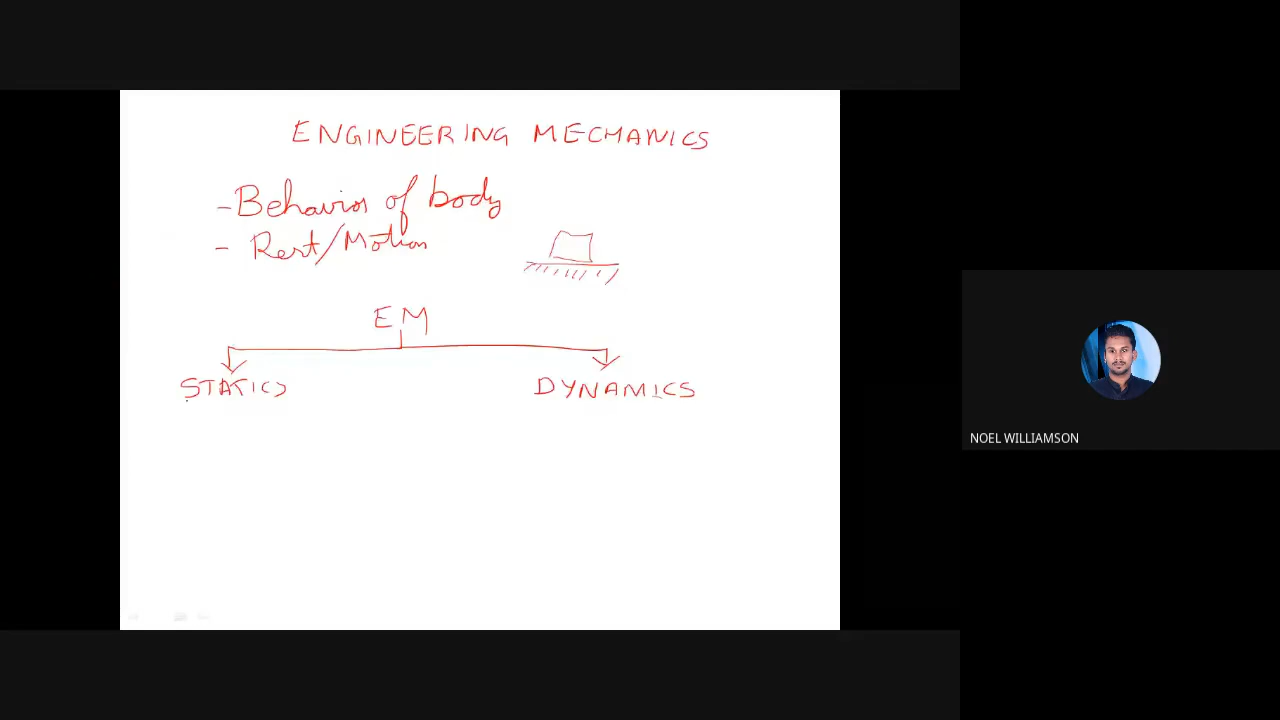 ENGINEERING MECHANICS
- Behavior of body
- Rest/Motion
EM
STATICS
DYNAMICS
NOEL WILLIAMSON